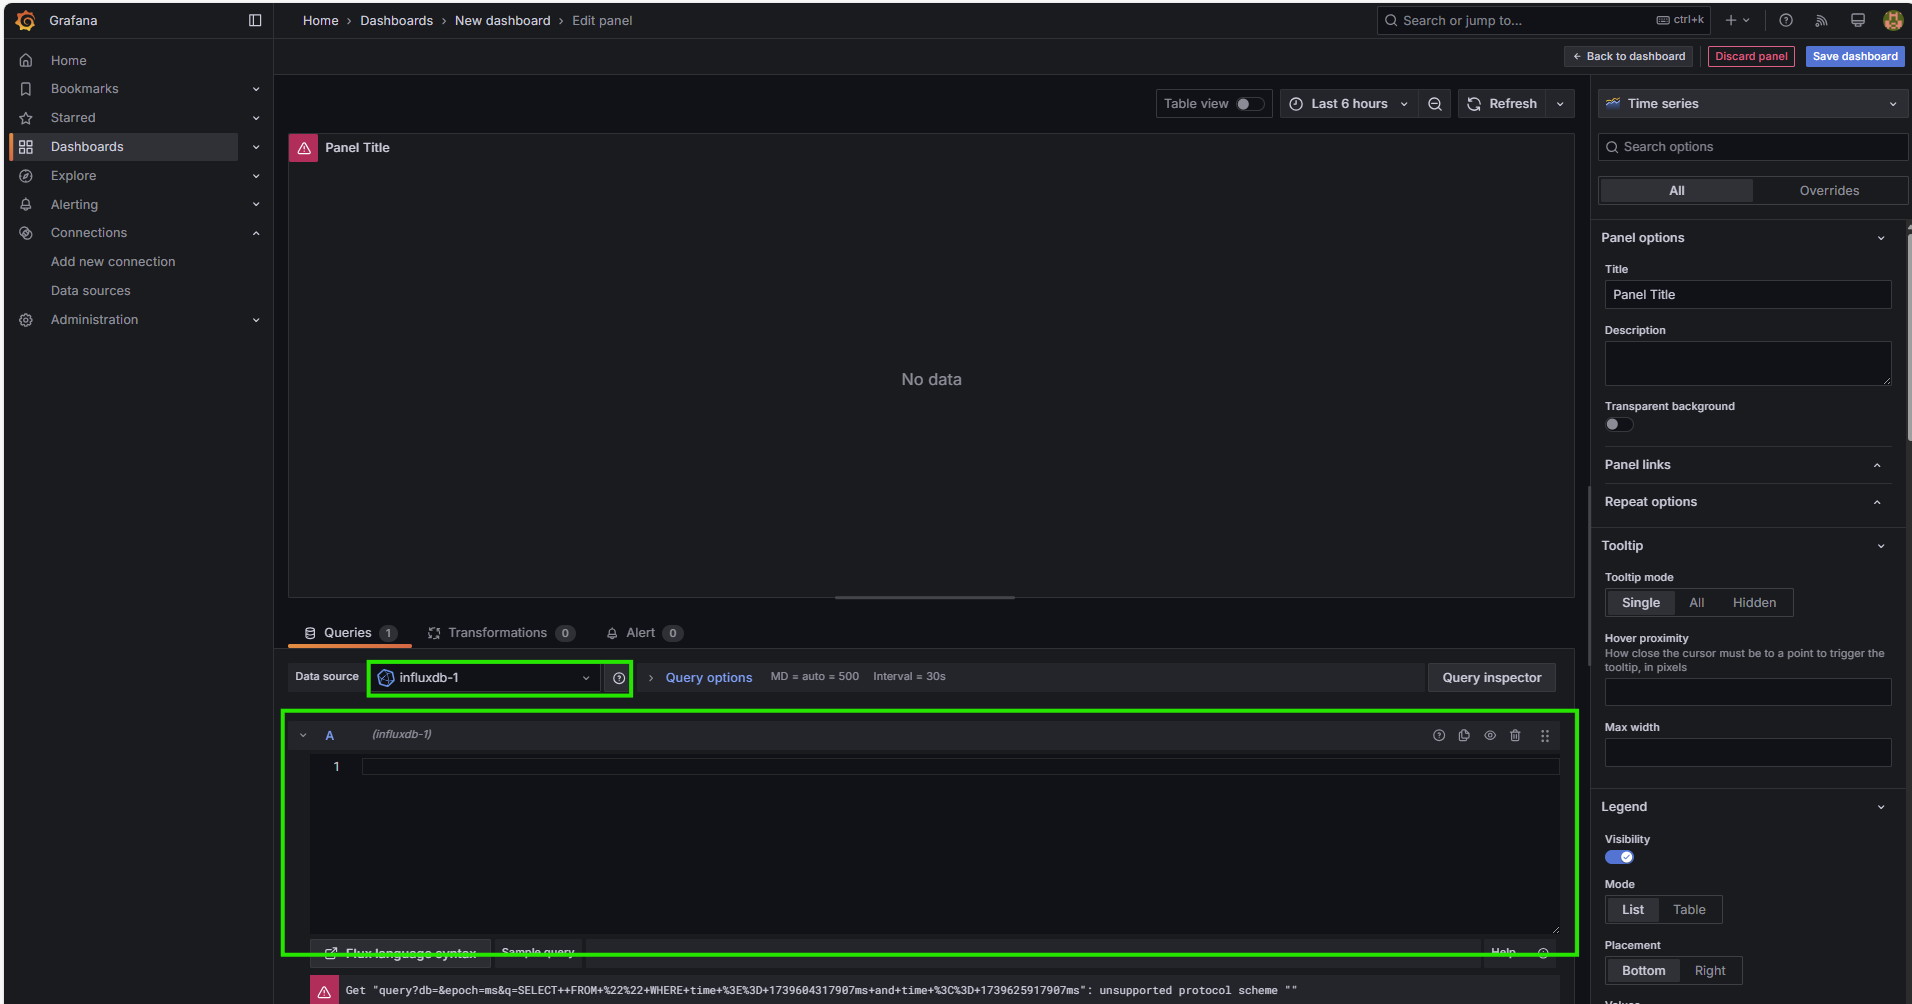 Grafana
Home › Dashboards › New dashboard › Edit panel
Search or jump to...
ctrl+k
Back to dashboard
Discard panel
Save dashboard
Home
Bookmarks
Starred
Dashboards
Explore
Alerting
Connections
Add new connection
Data sources
Administration
Table view
Last 6 hours
Refresh
Panel Title
No data
Queries 1
Transformations 0
Alert 0
Data source
influxdb-1
Query options
MD = auto = 500
Interval = 30s
Query inspector
A
(influxdb-1)
1
Flux language syntax
Sample query
Help
Get "query?db=&epoch=ms&q=SELECT++FROM+%22%22+WHERE+time+%3E%3D+1739604317907ms+and+time+%3C%3D+1739625917907ms": unsupported protocol scheme ""
Time series
Search options
All
Overrides
Panel options
Title
Panel Title
Description
Transparent background
Panel links
Repeat options
Tooltip
Tooltip mode
Single
All
Hidden
Hover proximity
How close the cursor must be to a point to trigger the
tooltip, in pixels
Max width
Legend
Visibility
Mode
List
Table
Placement
Bottom
Right
Values